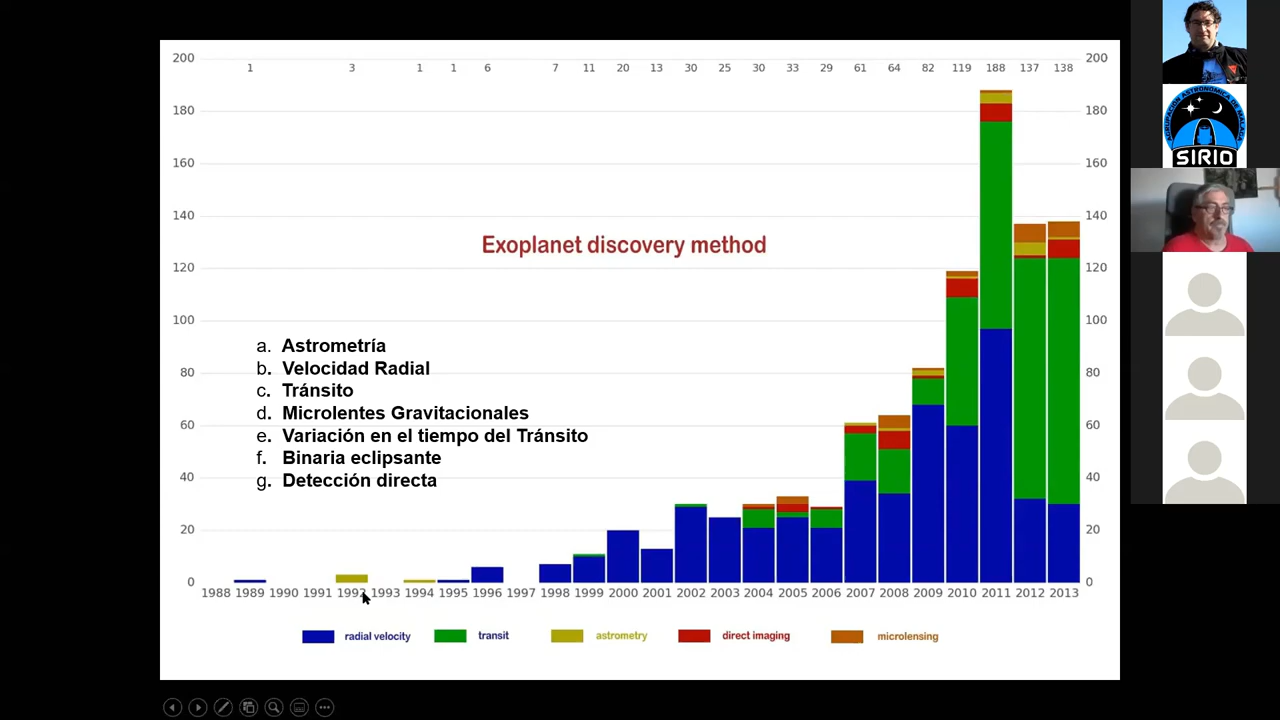 200 1 3 1 1 6 7 11 20 13 30 25 30 33 29 61 64 82 119 188 137 138 200
180 180
160 160
140 140
Exoplanet discovery method
120 120
100 100
a. Astrometría
b. Velocidad Radial
80 80
c. Tránsito
d. Microlentes Gravitacionales
60 60
e. Variación en el tiempo del Tránsito
f. Binaria eclipsante
40 40
g. Detección directa
20 20
0 0
1988 1989 1990 1991 1992 1993 1994 1995 1996 1997 1998 1999 2000 2001 2002 2003 2004 2005 2006 2007 2008 2009 2010 2011 2012 2013
radial velocity transit astrometry direct imaging microlensing
AGRUPACIÓN ASTRONÓMICA DE MÁLAGA
SIRIO